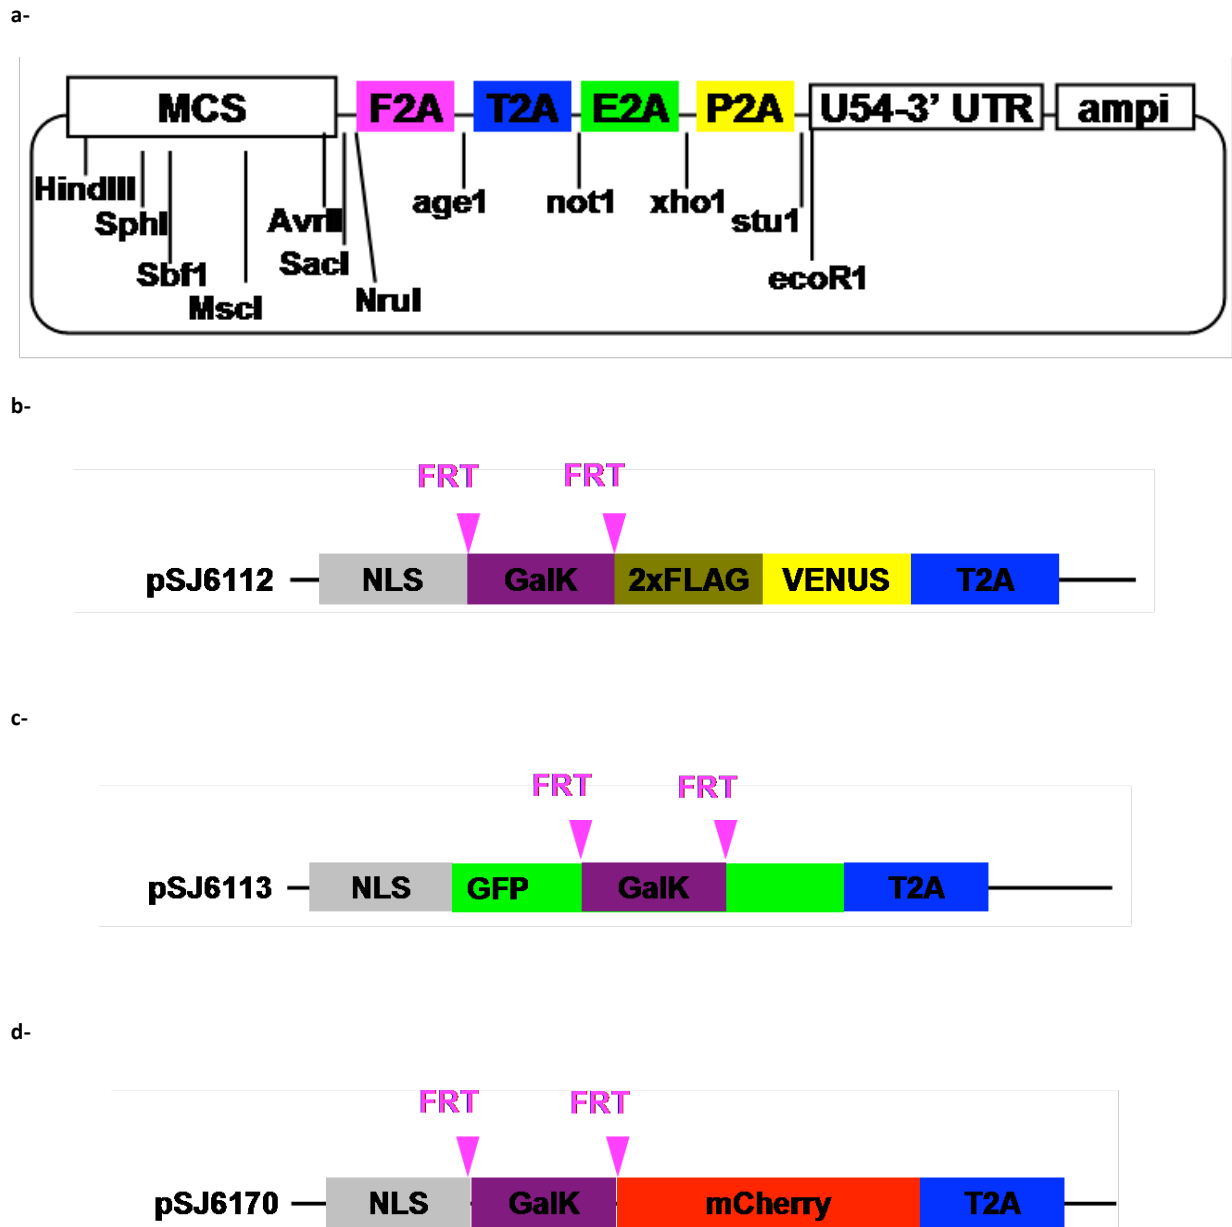 a-
MCS F2A T2A E2A P2A U54-3' UTR ampi
HindIII SphI Sbf1 MscI AvrII SacI NruI age1 not1 xho1 stu1 ecoR1
b-
FRT FRT
pSJ6112 NLS GalK 2xFLAG VENUS T2A
c-
FRT FRT
pSJ6113 NLS GFP GalK T2A
d-
FRT FRT
pSJ6170 NLS GalK mCherry T2A